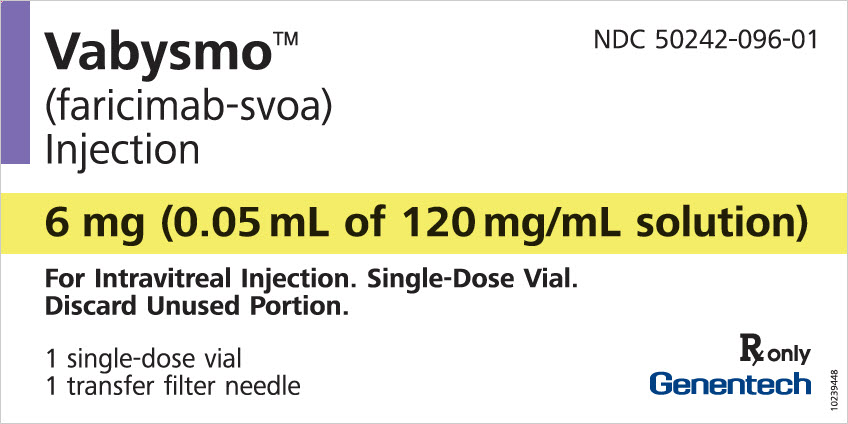 Vabysmo™
NDC 50242-096-01
(faricimab-svoa)
Injection
6 mg (0.05 mL of 120 mg/mL solution)
For Intravitreal Injection. Single-Dose Vial.
Discard Unused Portion.
1 single-dose vial
1 transfer filter needle
Rx only
Genentech
10239448